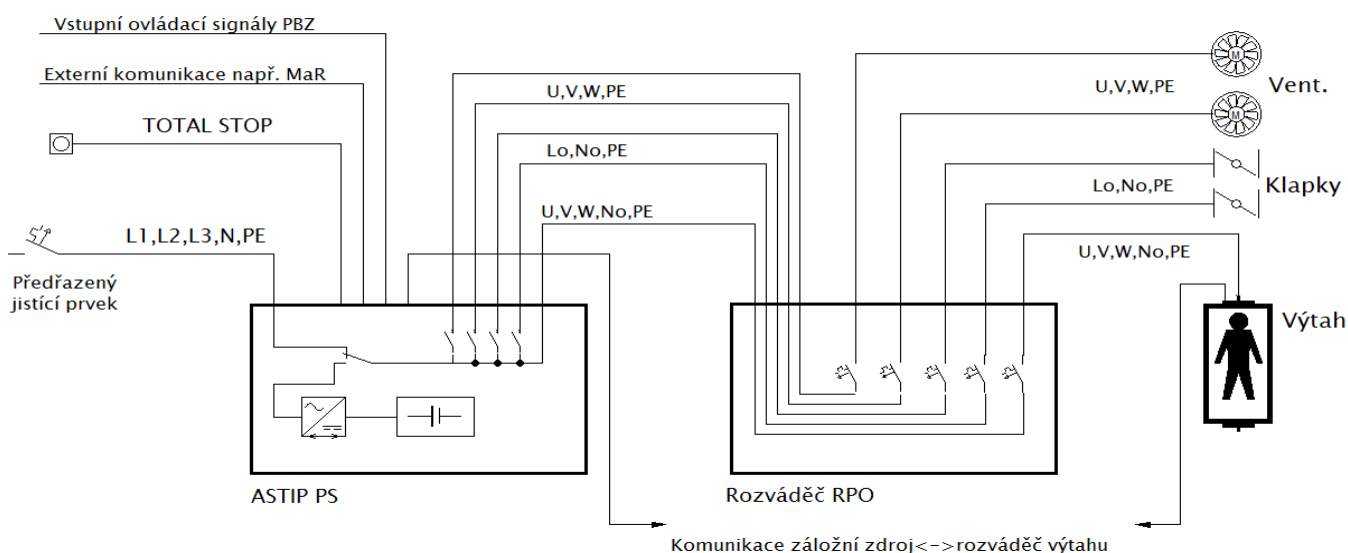 Vstupní ovládací signály PBZ
Externí komunikace např. MaR
TOTAL STOP
L1,L2,L3,N,PE
Předřazený
jistící prvek
U,V,W,PE
Lo,No,PE
U,V,W,No,PE
ASTIP PS
Rozváděč RPO
U,V,W,PE
Lo,No,PE
U,V,W,No,PE
M
M
Vent.
Klapky
Výtah
Komunikace záložní zdroj<->rozváděč výtahu